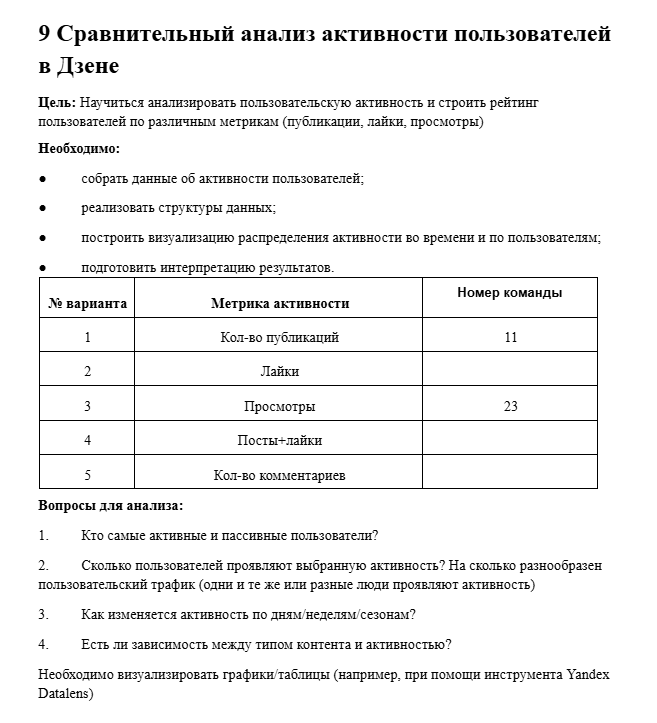 9 Сравнительный анализ активности пользователей
в Дзене
Цель: Научиться анализировать пользовательскую активность и строить рейтинг
пользователей по различным метрикам (публикации, лайки, просмотры)
Необходимо:
● собрать данные об активности пользователей;
● реализовать структуры данных;
● построить визуализацию распределения активности во времени и по пользователям;
● подготовить интерпретацию результатов.
№ варианта Метрика активности Номер команды
1 Кол-во публикаций 11
2 Лайки
3 Просмотры 23
4 Посты+лайки
5 Кол-во комментариев
Вопросы для анализа:
1. Кто самые активные и пассивные пользователи?
2. Сколько пользователей проявляют выбранную активность? На сколько разнообразен
пользовательский трафик (одни и те же или разные люди проявляют активность)
3. Как изменяется активность по дням/неделям/сезонам?
4. Есть ли зависимость между типом контента и активностью?
Необходимо визуализировать графики/таблицы (например, при помощи инструмента Yandex
Datalens)